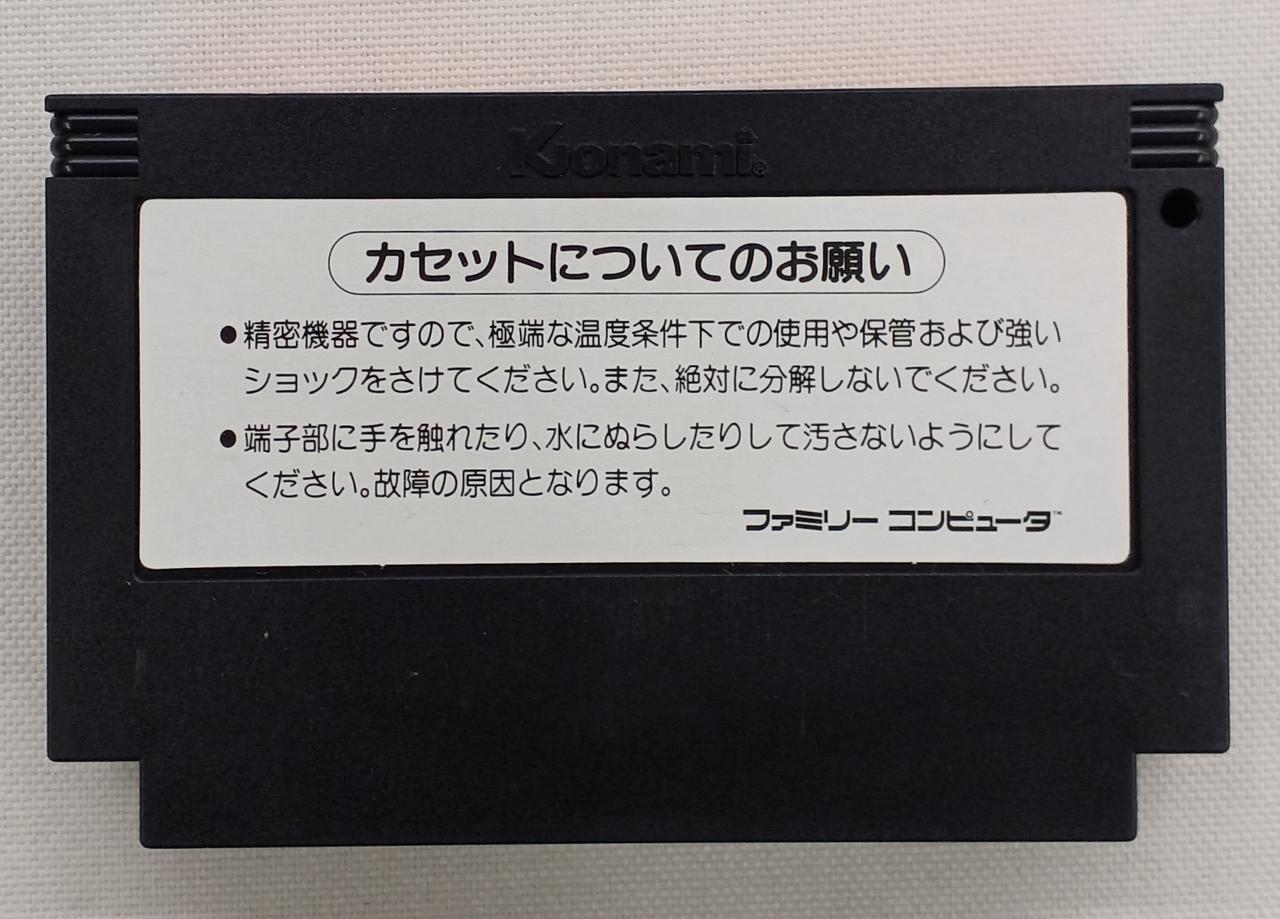 Konami®
カセットについてのお願い
●精密機器ですので、極端な温度条件下での使用や保管および強い
ショックをさけてください。また、絶対に分解しないでください。
●端子部に手を触れたり、水にぬらしたりして汚さないようにして
ください。故障の原因となります。
ファミリー コンピュータ™